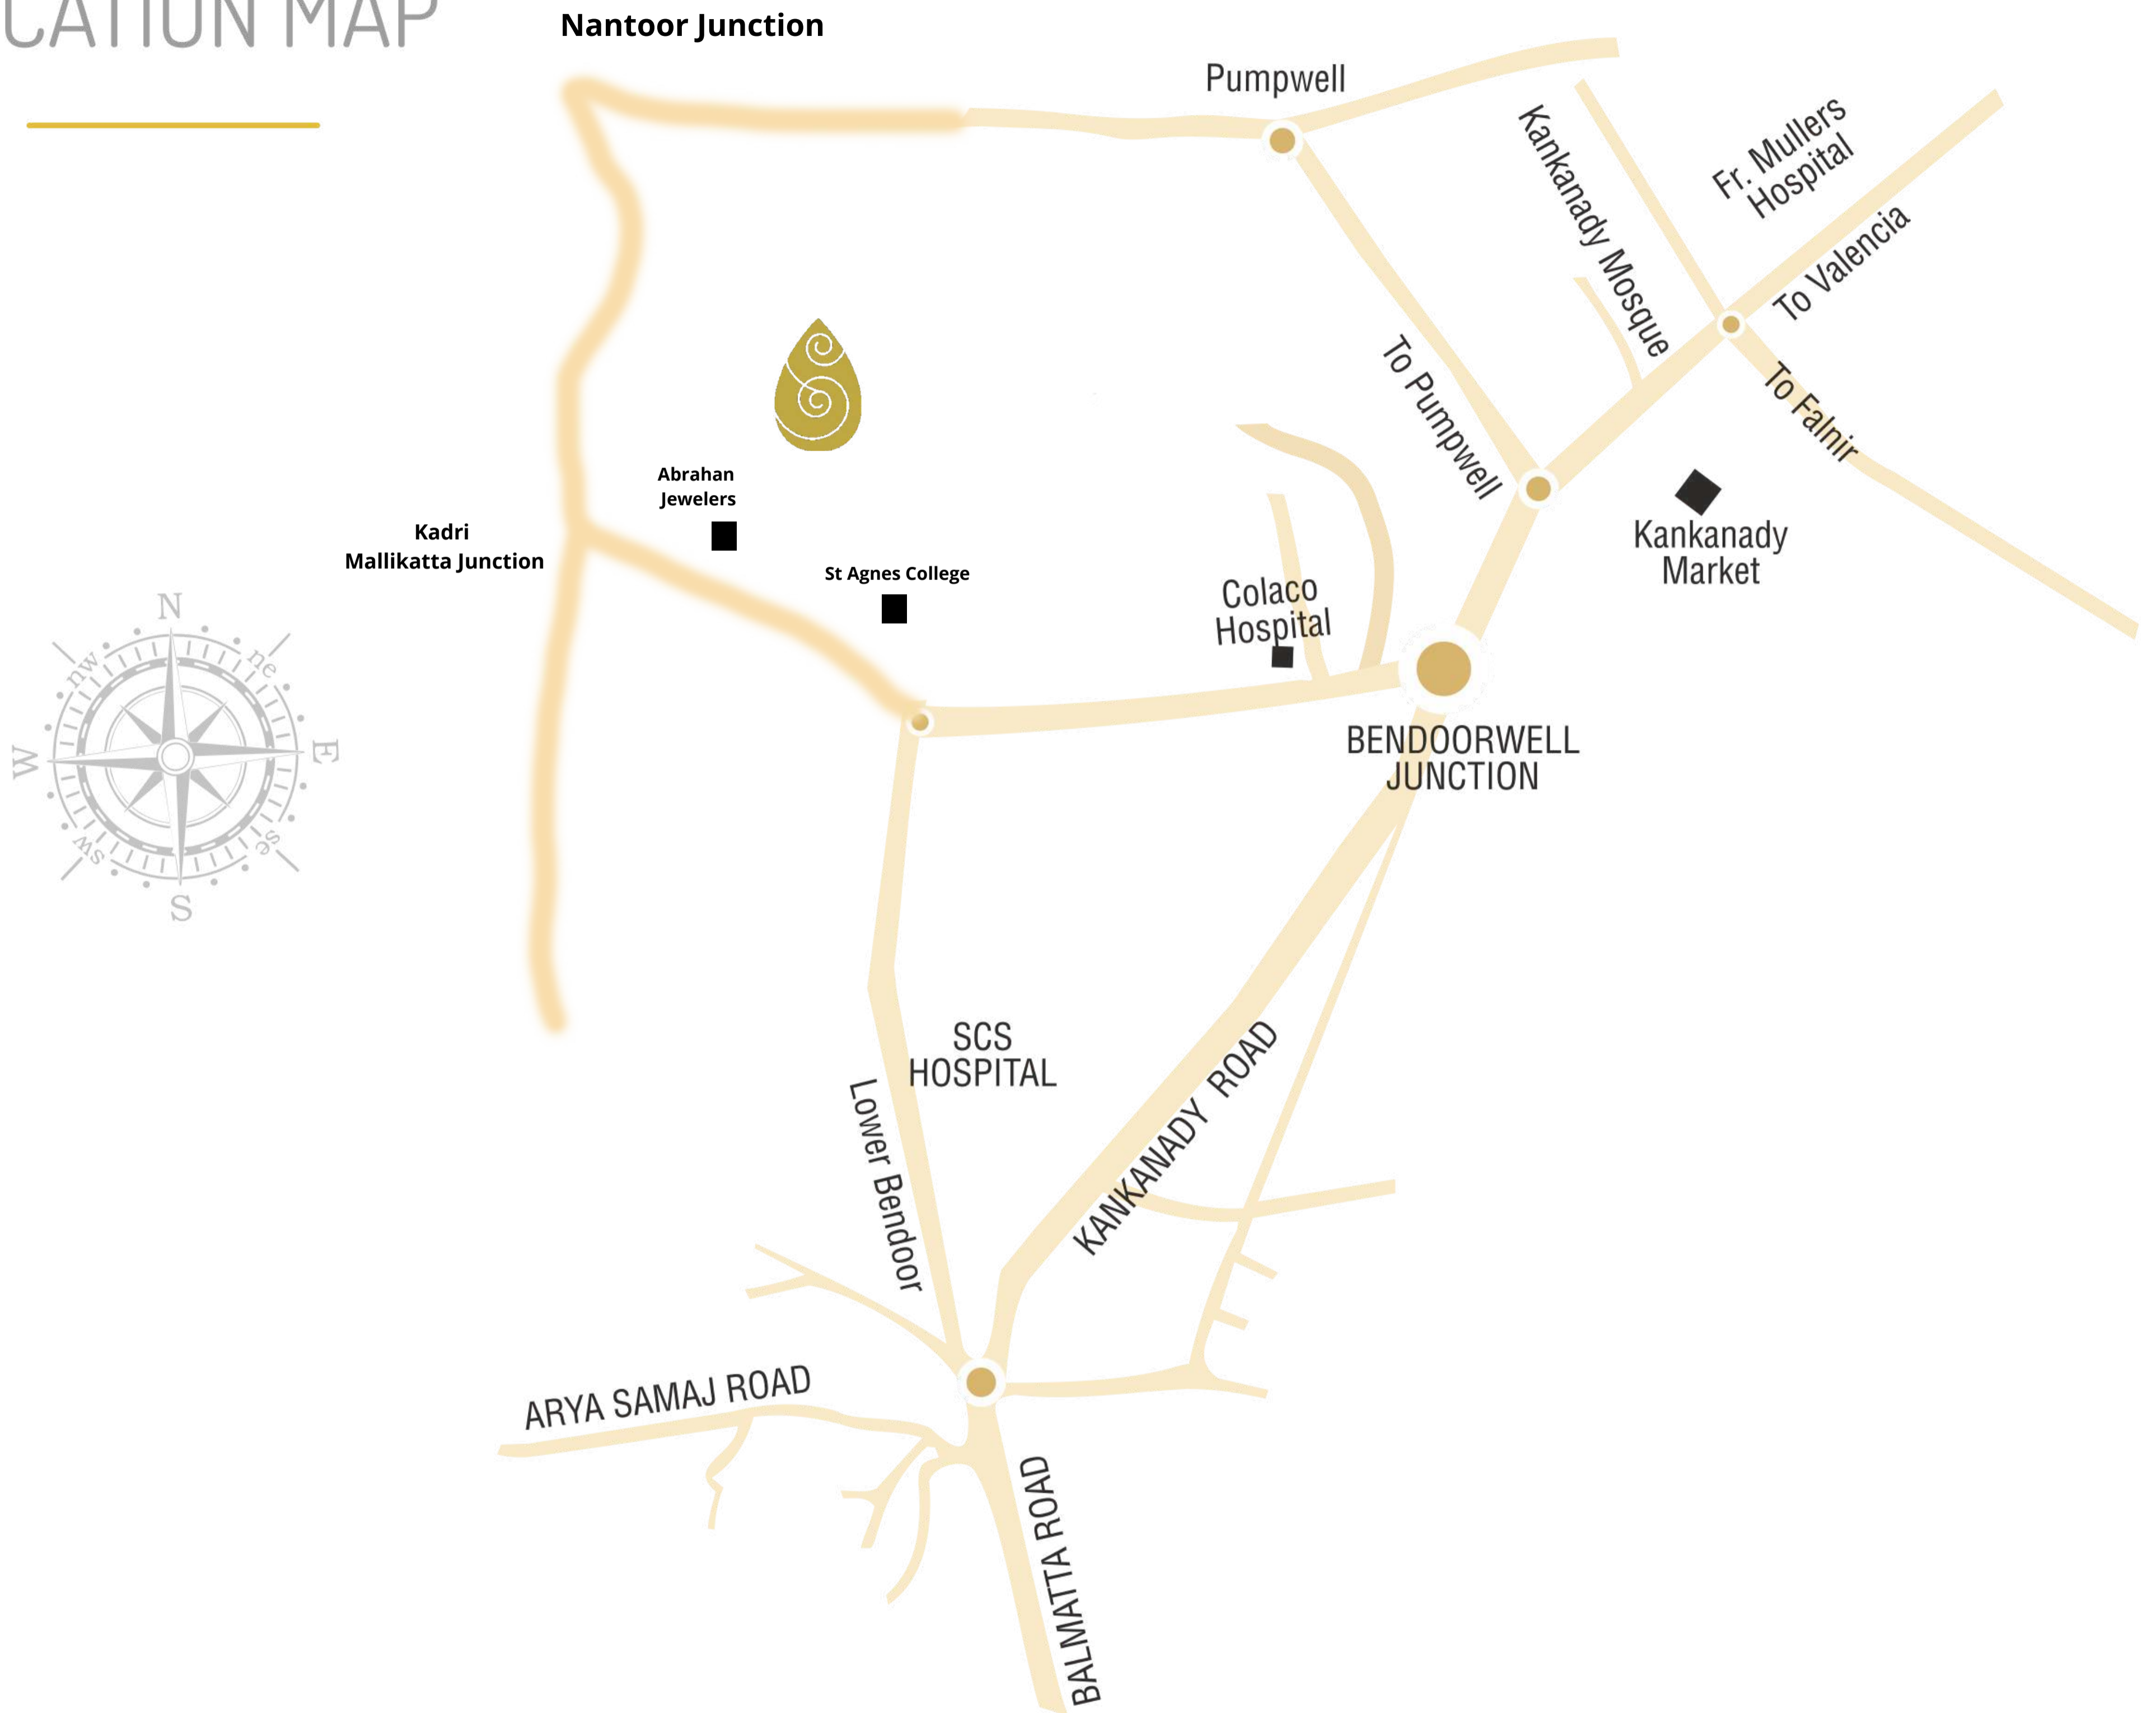 CATION MAP
Nantoor Junction
Pumpwell
Kankanady Mosque
Fr. Mullers
Hospital
To Valencia
To Pumpwell
To Falnir
Abrahan
Jewelers
Kadri
Mallikatta Junction
St Agnes College
Kankanady
Market
Colaco
Hospital
N
nw
ne
W
E
sw
se
S
BENDOORWELL
JUNCTION
SCS
HOSPITAL
Lower Bendoor
KANKANADY ROAD
ARYA SAMAJ ROAD
BALMATTA ROAD